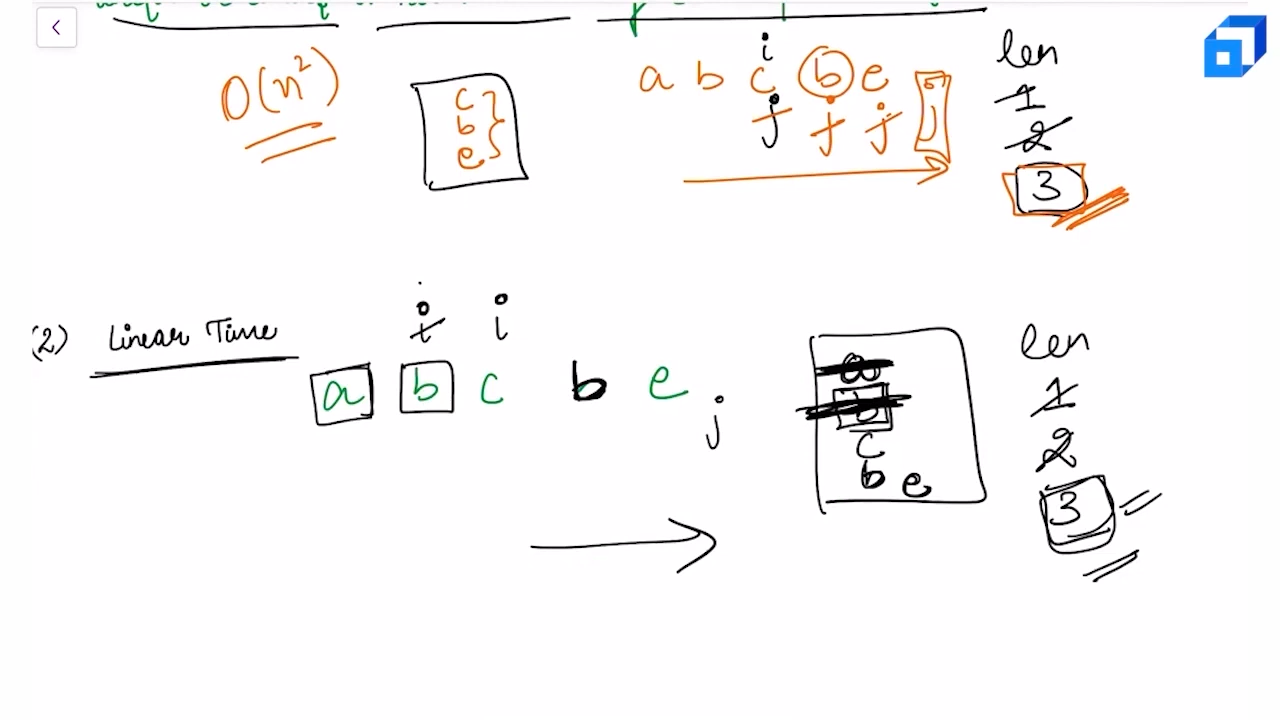 i
len
O(n²)
c
b
e
a b c b e
j j j j
1
2
3
i i
(2) Linear Time
a b c b e
j
a
b
c
b e
len
1
2
3